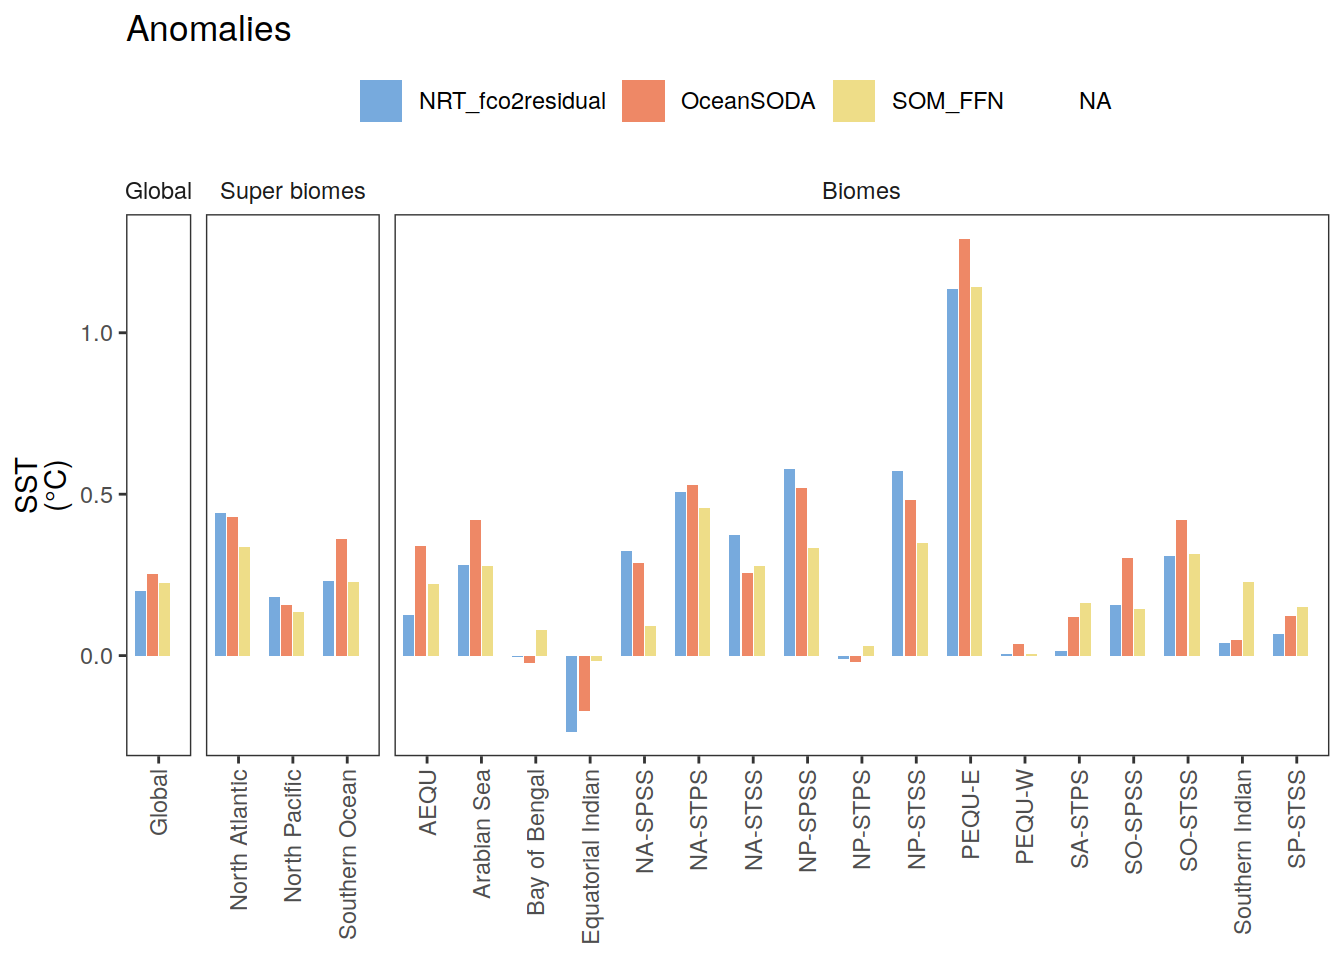 Anomalies
NRT_fco2residual OceanSODA SOM_FFN NA
Global Super biomes Biomes
SST
(°C)
1.0
0.5
0.0
Global
North Atlantic
North Pacific
Southern Ocean
AEQU
Arabian Sea
Bay of Bengal
Equatorial Indian
NA-SPSS
NA-STPS
NA-STSS
NP-SPSS
NP-STPS
NP-STSS
PEQU-E
PEQU-W
SA-STPS
SO-SPSS
SO-STSS
Southern Indian
SP-STSS